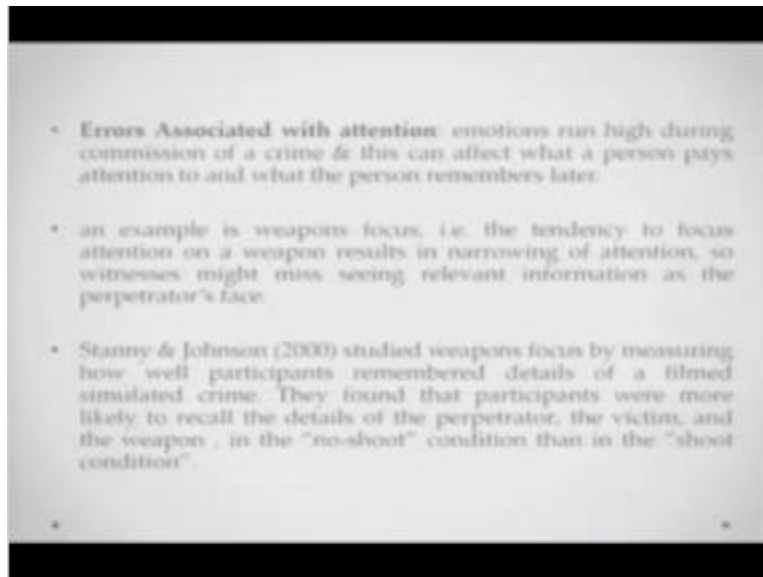 • Errors Associated with attention: emotions run high during
commission of a crime & this can affect what a person pays
attention to and what the person remembers later.
• an example is weapons focus, i.e. the tendency to focus
attention on a weapon results in narrowing of attention, so
witnesses might miss seeing relevant information as the
perpetrator's face.
• Stanny & Johnson (2000) studied weapons focus by measuring
how well participants remembered details of a filmed
simulated crime. They found that participants were more
likely to recall the details of the perpetrator, the victim, and
the weapon , in the "no-shoot" condition than in the "shoot
condition".